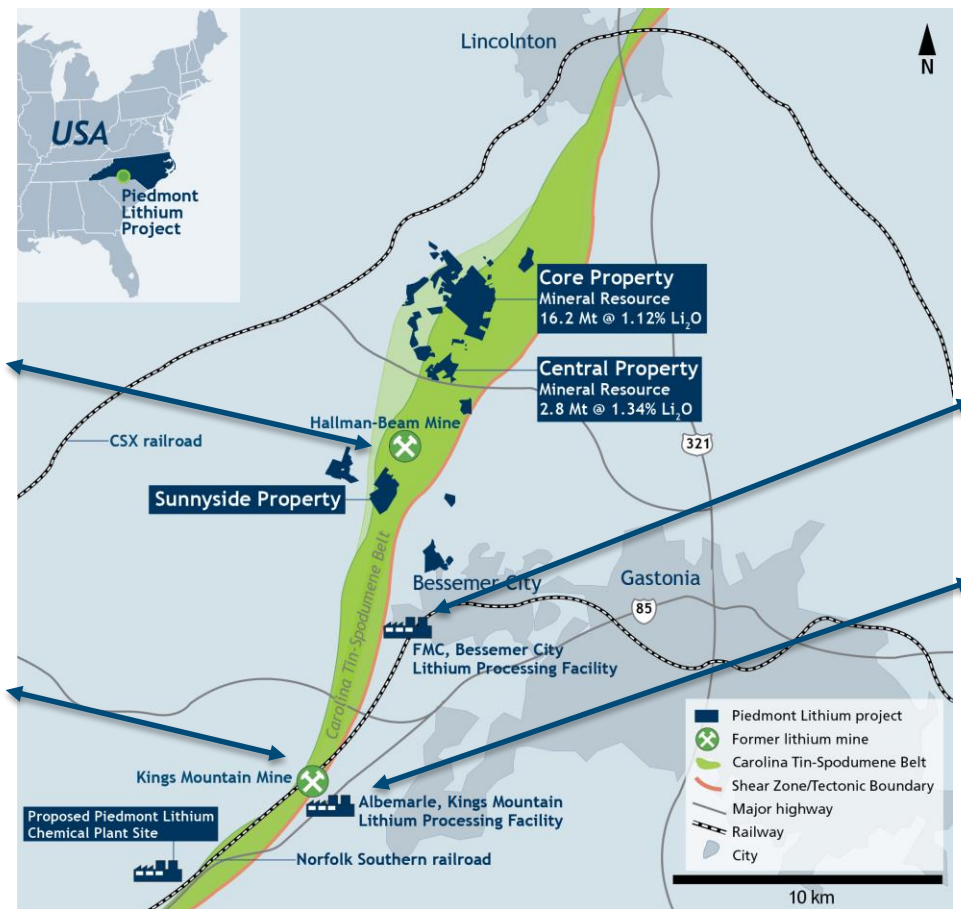 Lincolnton
N
USA
Piedmont
Lithium
Project
Core Property
Mineral Resource
16.2 Mt @ 1.12% Li₂O
Central Property
Mineral Resource
2.8 Mt @ 1.34% Li₂O
Hallman-Beam Mine
CSX railroad
321
Sunnyside Property
Carolina Tin-Spodumene Belt
Bessemer City
Gastonia
85
FMC, Bessemer City
Lithium Processing Facility
Kings Mountain Mine
Albemarle, Kings Mountain
Lithium Processing Facility
Proposed Piedmont Lithium
Chemical Plant Site
Norfolk Southern railroad
Piedmont Lithium project
Former lithium mine
Carolina Tin-Spodumene Belt
Shear Zone/Tectonic Boundary
Major highway
Railway
City
10 km